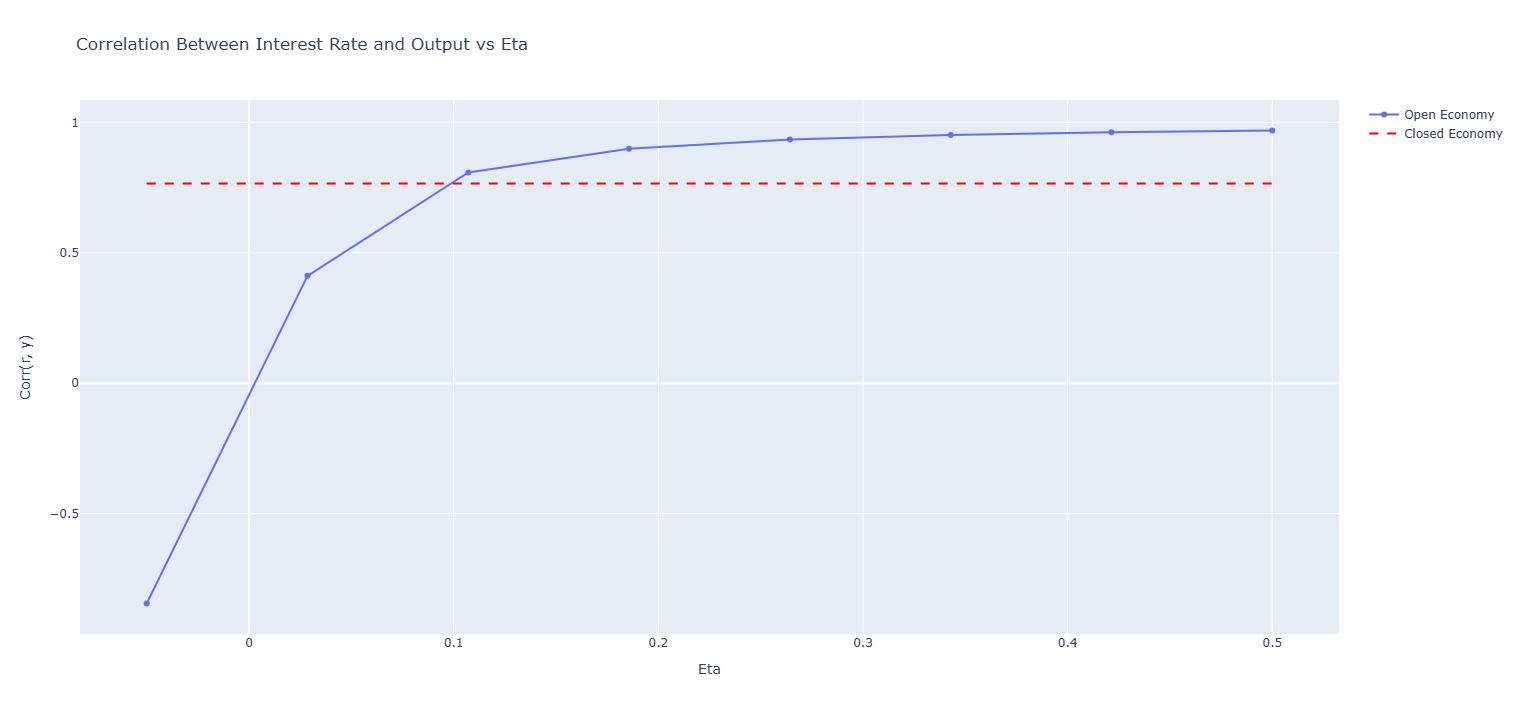 Correlation Between Interest Rate and Output vs Eta
Open Economy
Closed Economy
1
0.5
0
−0.5
Corr(r, y)
0
0.1
0.2
0.3
0.4
0.5
Eta